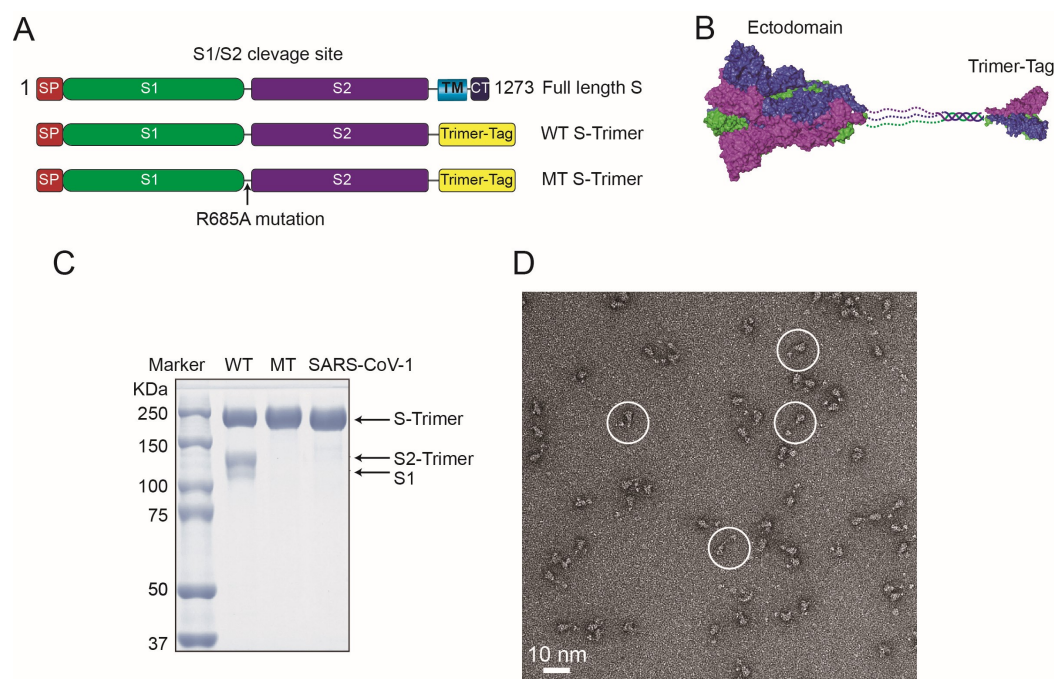 A
S1/S2 clevage site
1 SP S1 S2 TM CT 1273 Full length S
SP S1 S2 Trimer-Tag WT S-Trimer
SP S1 S2 Trimer-Tag MT S-Trimer
R685A mutation
B
Ectodomain
Trimer-Tag
C
Marker WT MT SARS-CoV-1
KDa
250
S-Trimer
150
S2-Trimer
S1
100
75
50
37
D
10 nm